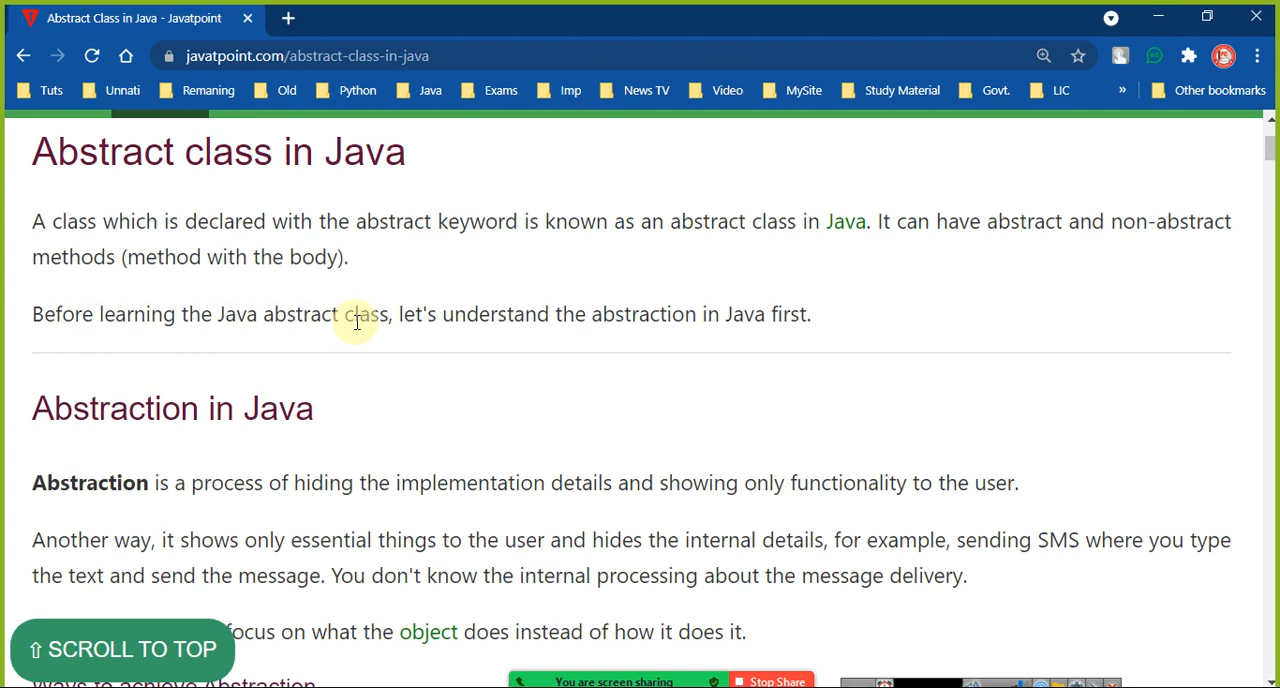 Abstract Class in Java - Javatpoint
javatpoint.com/abstract-class-in-java
Tuts Unnati Remaning Old Python Java Exams Imp News TV Video MySite Study Material Govt. LIC » Other bookmarks
Abstract class in Java
A class which is declared with the abstract keyword is known as an abstract class in Java. It can have abstract and non-abstract
methods (method with the body).
Before learning the Java abstract class, let's understand the abstraction in Java first.
Abstraction in Java
Abstraction is a process of hiding the implementation details and showing only functionality to the user.
Another way, it shows only essential things to the user and hides the internal details, for example, sending SMS where you type
the text and send the message. You don't know the internal processing about the message delivery.
focus on what the object does instead of how it does it.
⇧ SCROLL TO TOP
Ways to achieve Abstraction
You are screen sharing Stop Share